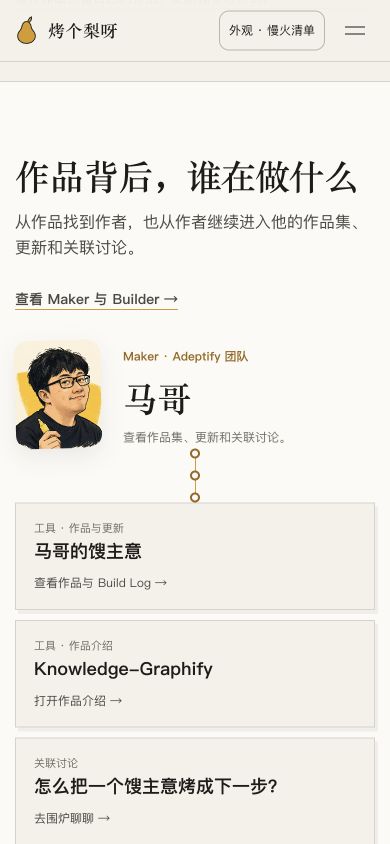 烤个梨呀
外观 · 慢火清单
作品背后，谁在做什么
从作品找到作者，也从作者继续进入他的作品集、
更新和关联讨论。
查看 Maker 与 Builder →
Maker · Adeptify 团队
马哥
查看作品集、更新和关联讨论。
工具 · 作品与更新
马哥的馊主意
查看作品与 Build Log →
工具 · 作品介绍
Knowledge-Graphify
打开作品介绍 →
关联讨论
怎么把一个馊主意烤成下一步?
去围炉聊聊 →